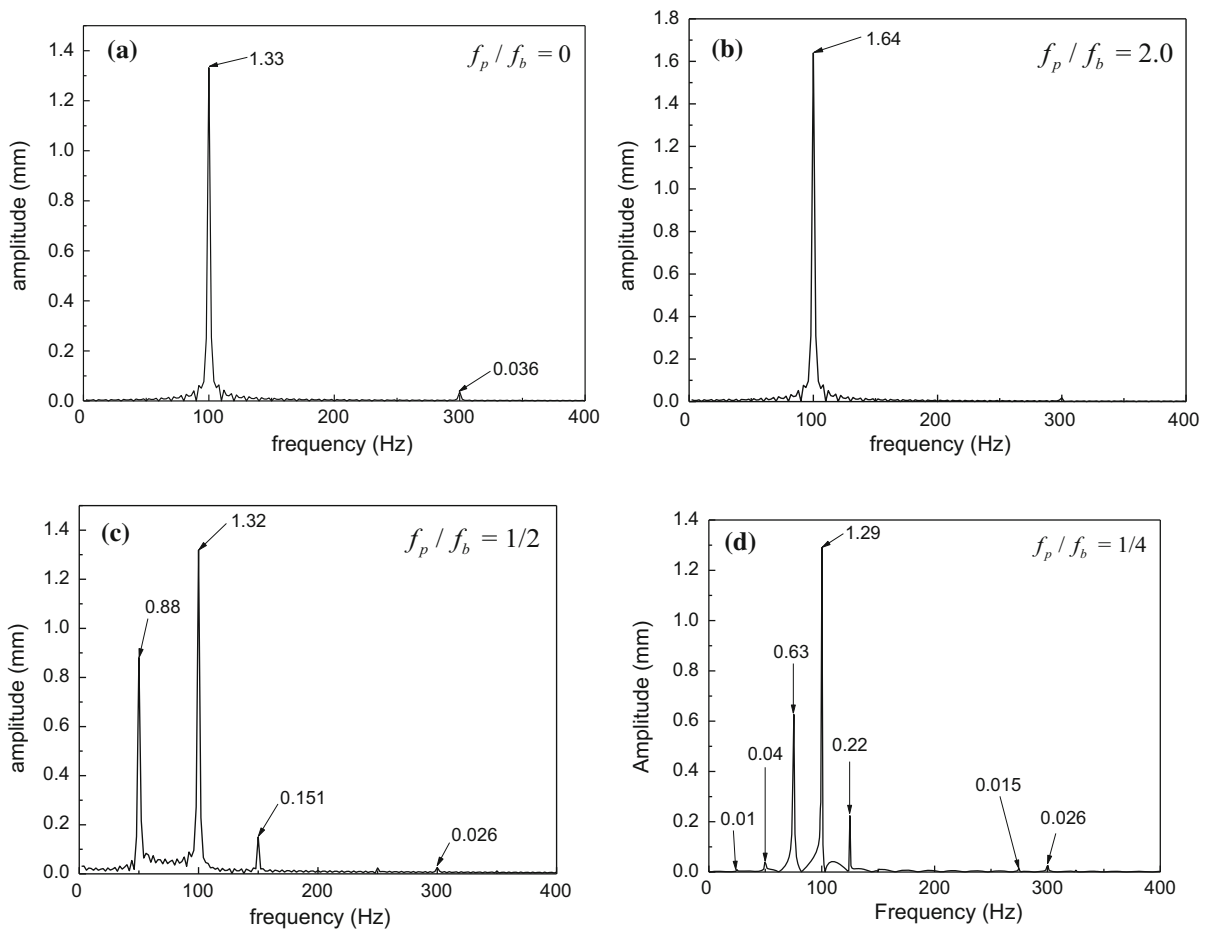 (a)
f_p / f_b = 0
1.33
0.036
1.4
1.2
1.0
0.8
0.6
0.4
0.2
0.0
amplitude (mm)
100 200 300 400
frequency (Hz)
(b)
f_p / f_b = 2.0
1.64
1.8
1.6
1.4
1.2
1.0
0.8
0.6
0.4
0.2
0.0
amplitude (mm)
0 100 200 300 400
frequency (Hz)
(c)
f_p / f_b = 1/2
1.32
0.88
0.151
0.026
1.4
1.2
1.0
0.8
0.6
0.4
0.2
0.0
amplitude (mm)
0 100 200 300 400
frequency (Hz)
(d)
f_p / f_b = 1/4
1.29
0.63
0.04
0.22
0.01
0.015
0.026
1.4
1.2
1.0
0.8
0.6
0.4
0.2
0.0
Amplitude (mm)
0 100 200 300 400
Frequency (Hz)